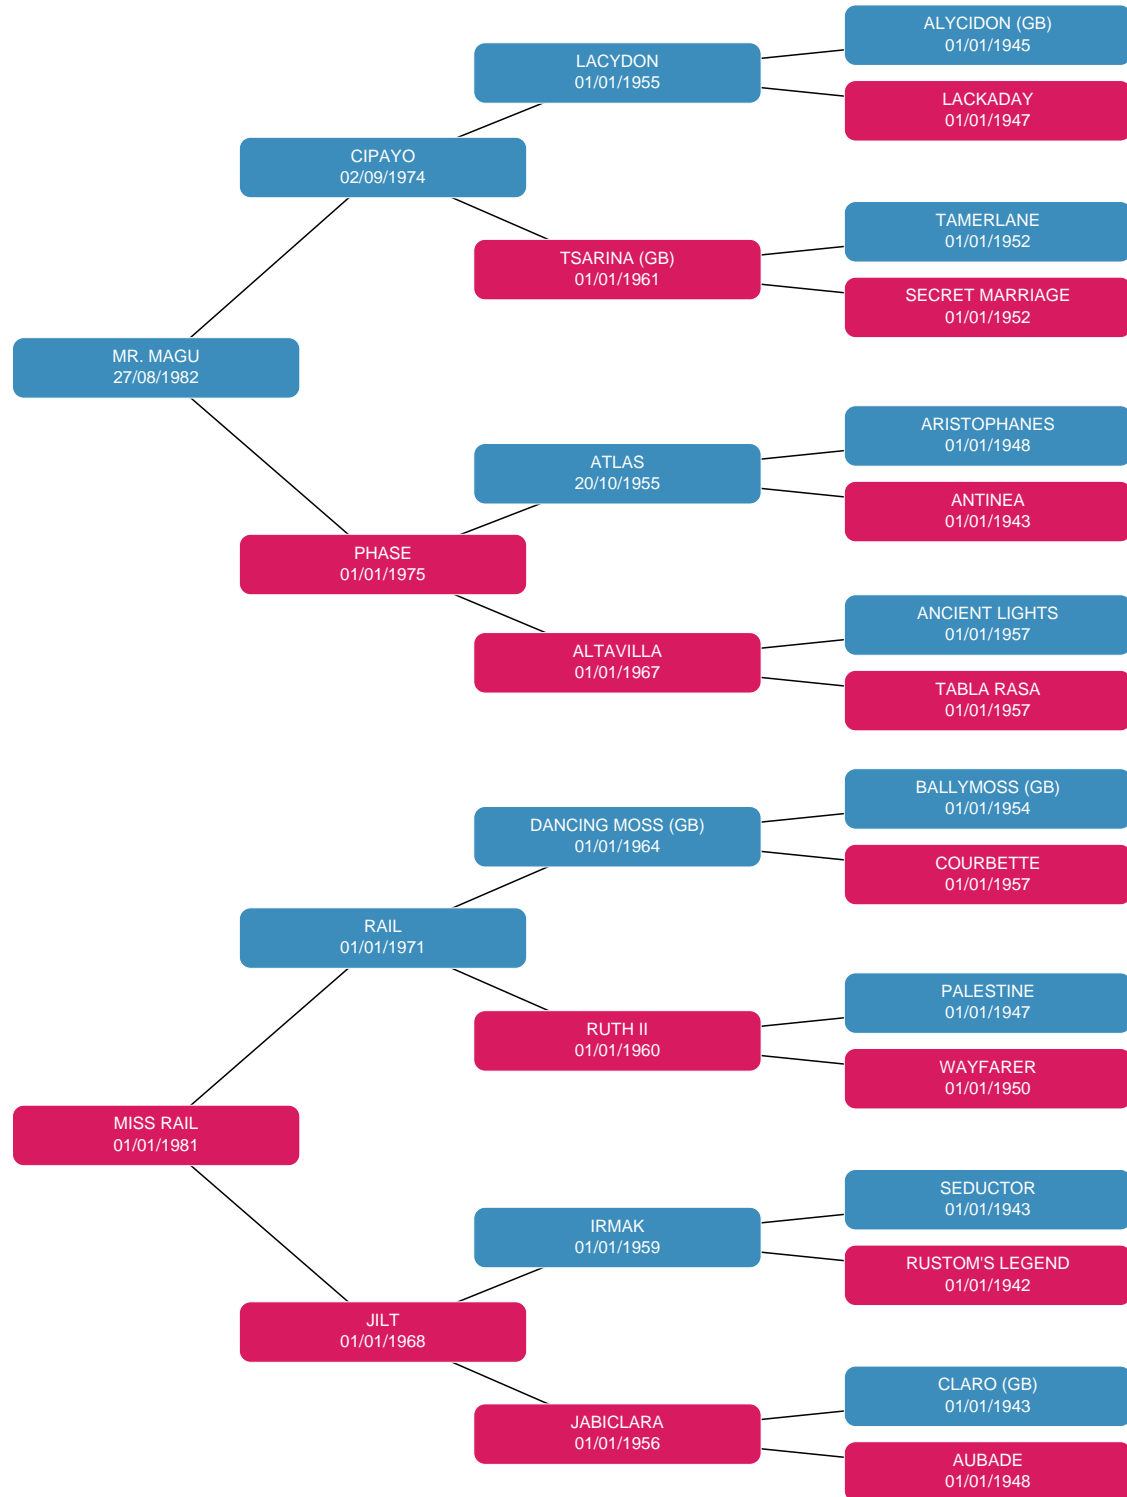 ALYCIDON (GB)
01/01/1945
LACYDON
01/01/1955
LACKADAY
01/01/1947
CIPAYO
02/09/1974
TAMERLANE
01/01/1952
TSARINA (GB)
01/01/1961
SECRET MARRIAGE
01/01/1952
MR. MAGU
27/08/1982
ARISTOPHANES
01/01/1948
ATLAS
20/10/1955
ANTINEA
01/01/1943
PHASE
01/01/1975
ANCIENT LIGHTS
01/01/1957
ALTAVILLA
01/01/1967
TABLA RASA
01/01/1957
BALLYMOSS (GB)
01/01/1954
DANCING MOSS (GB)
01/01/1964
COURBETTE
01/01/1957
RAIL
01/01/1971
PALESTINE
01/01/1947
RUTH II
01/01/1960
WAYFARER
01/01/1950
MISS RAIL
01/01/1981
SEDUCTOR
01/01/1943
IRMAK
01/01/1959
RUSTOM'S LEGEND
01/01/1942
JILT
01/01/1968
CLARO (GB)
01/01/1943
JABICLARA
01/01/1956
AUBADE
01/01/1948